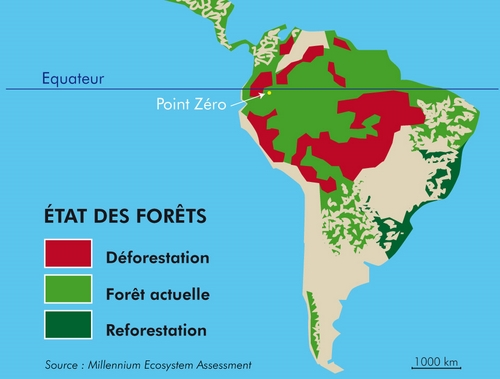 Equateur
Point Zéro
ÉTAT DES FORÊTS
Déforestation
Forêt actuelle
Reforestation
Source : Millennium Ecosystem Assessment
1000 km